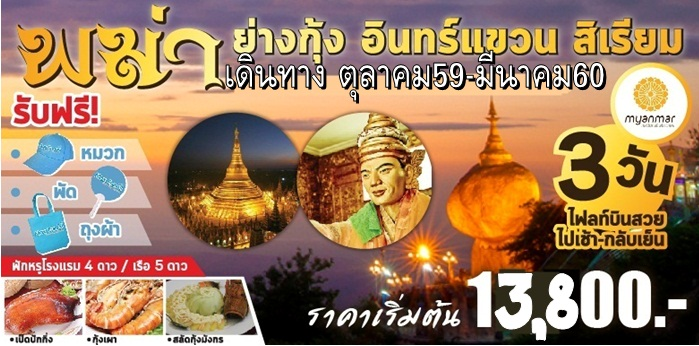 พม่า ย่างกุ้ง อินทร์แขวน สิเรียม
เดินทาง ตุลาคม59-มีนาคม60
รับฟรี!
หมวก
พัด
ถุงผ้า
myanmar
3 วัน
ไฟลท์บินสวย
ไปเช้า-กลับเย็น
พักหรูโรงแรม 4 ดาว / เรือ 5 ดาว
เป็ดปักกิ่ง
กุ้งเผา
สลัดกุ้งมังกร
ราคาเริ่มต้น 13,800.-